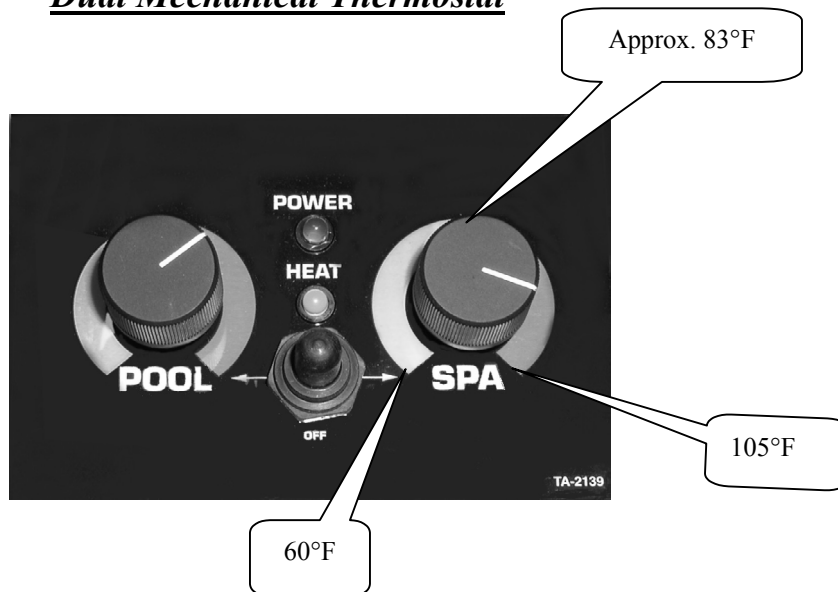 Dual Mechanical Thermostat
Approx. 83°F
POWER
HEAT
POOL
SPA
OFF
105°F
TA-2139
60°F